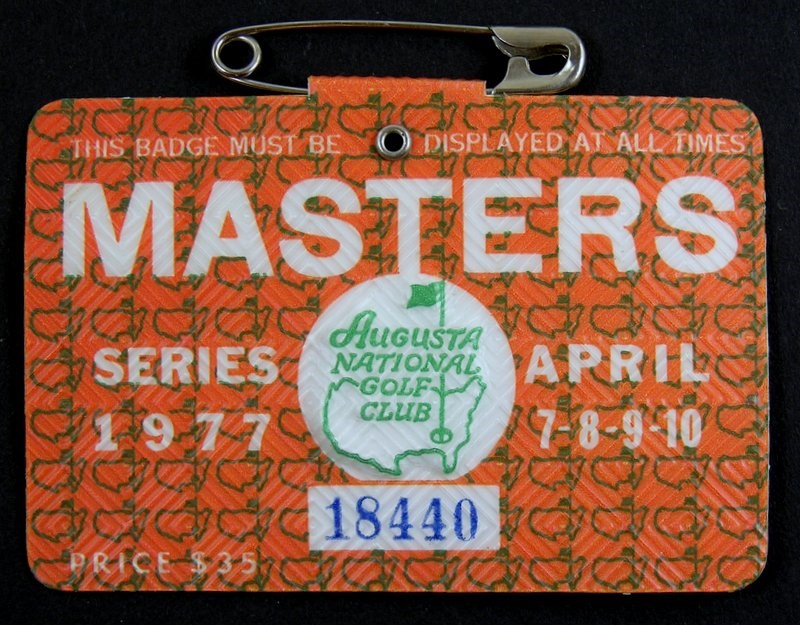 THIS BADGE MUST BE DISPLAYED AT ALL TIMES
MASTERS
AUGUSTA
NATIONAL
GOLF
CLUB
SERIES
1977
APRIL
7-8-9-10
18440
PRICE $35